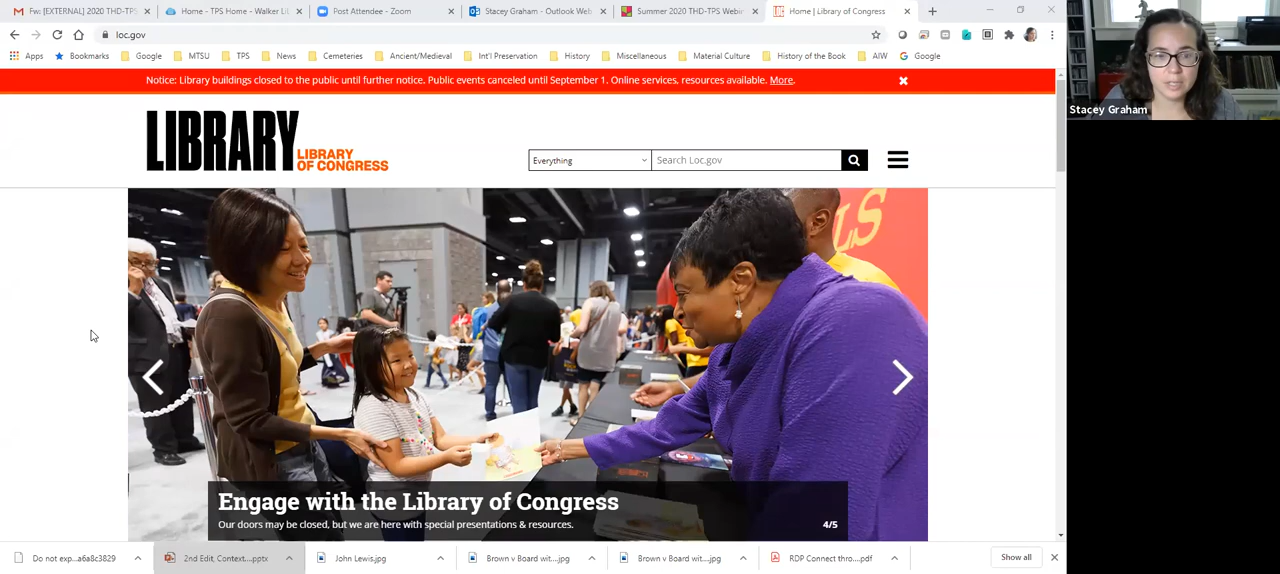 Fw: [EXTERNAL] 2020 THD-TPS
Home - TPS Home - Walker Li
Post Attendee - Zoom
Stacey Graham - Outlook Web
Summer 2020 THD-TPS Webin
Home | Library of Congress
loc.gov
Apps
Bookmarks
Google
MTSU
TPS
News
Cemeteries
Ancient/Medieval
Int'l Preservation
History
Miscellaneous
Material Culture
History of the Book
AIW
Google
Notice: Library buildings closed to the public until further notice. Public events canceled until September 1. Online services, resources available. More.
Stacey Graham
LIBRARY
LIBRARY
OF CONGRESS
Everything
Search Loc.gov
LS
Engage with the Library of Congress
Our doors may be closed, but we are here with special presentations & resources.
4/5
Do not exp....a6a8c3829
2nd Edit, Context....pptx
John Lewis.jpg
Brown v Board wit....jpg
Brown v Board wit....jpg
RDP Connect thro....pdf
Show all